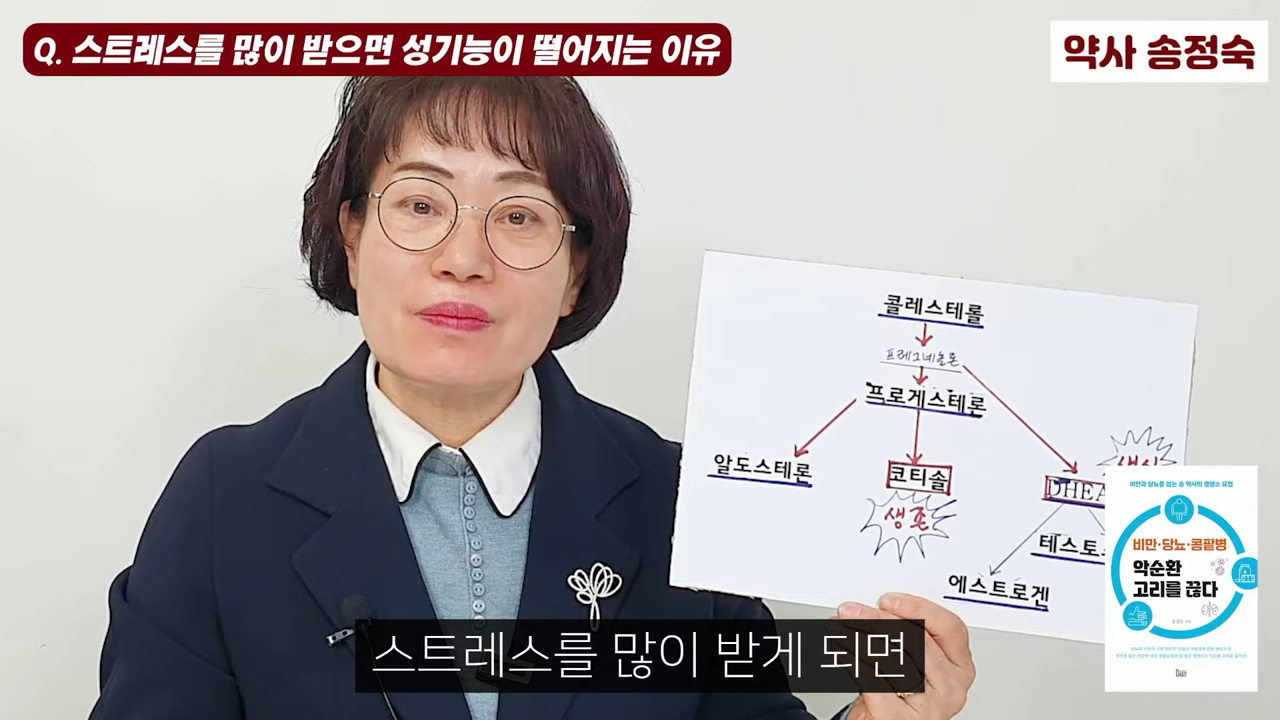 Q. 스트레스를 많이 받으면 성기능이 떨어지는 이유
약사 송정숙
콜레스테롤
프레그네놀론
프로게스테론
알도스테론
코티솔
생존
DHEA
에스트로겐
비만과 당뇨를 잡는 송 약사의 영양소 요법
비만·당뇨·콩팥병
악순환
고리를 끊다
스트레스를 많이 받게 되면